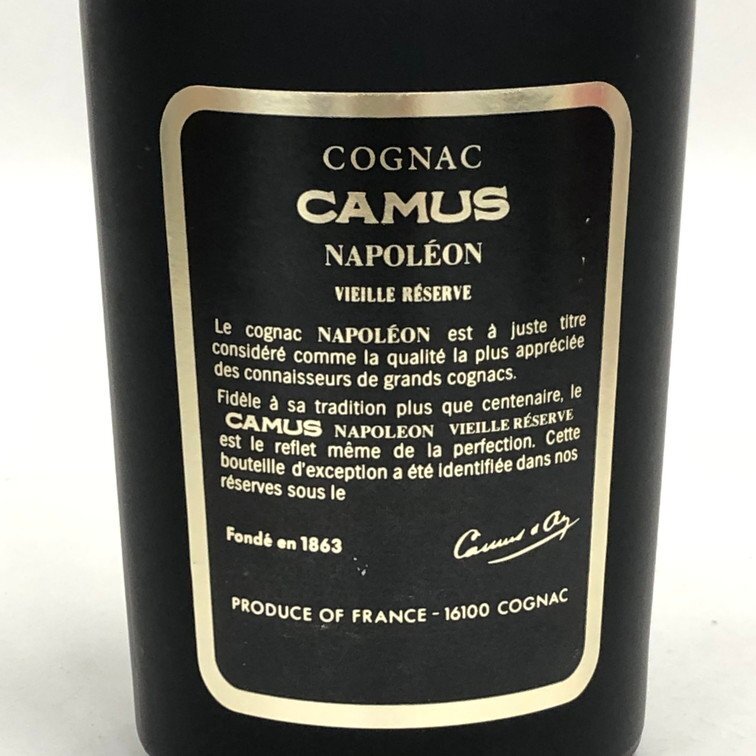 COGNAC
CAMUS
NAPOLÉON
VIEILLE RÉSERVE
Le cognac NAPOLÉON est à juste titre
considéré comme la qualité la plus appréciée
des connaisseurs de grands cognacs.
Fidèle à sa tradition plus que centenaire, le
CAMUS NAPOLEON VIEILLE RÉSERVE
est le reflet même de la perfection. Cette
bouteille d'exception a été identifiée dans nos
réserves sous le
Fondé en 1863
Camus & Cie
PRODUCE OF FRANCE - 16100 COGNAC